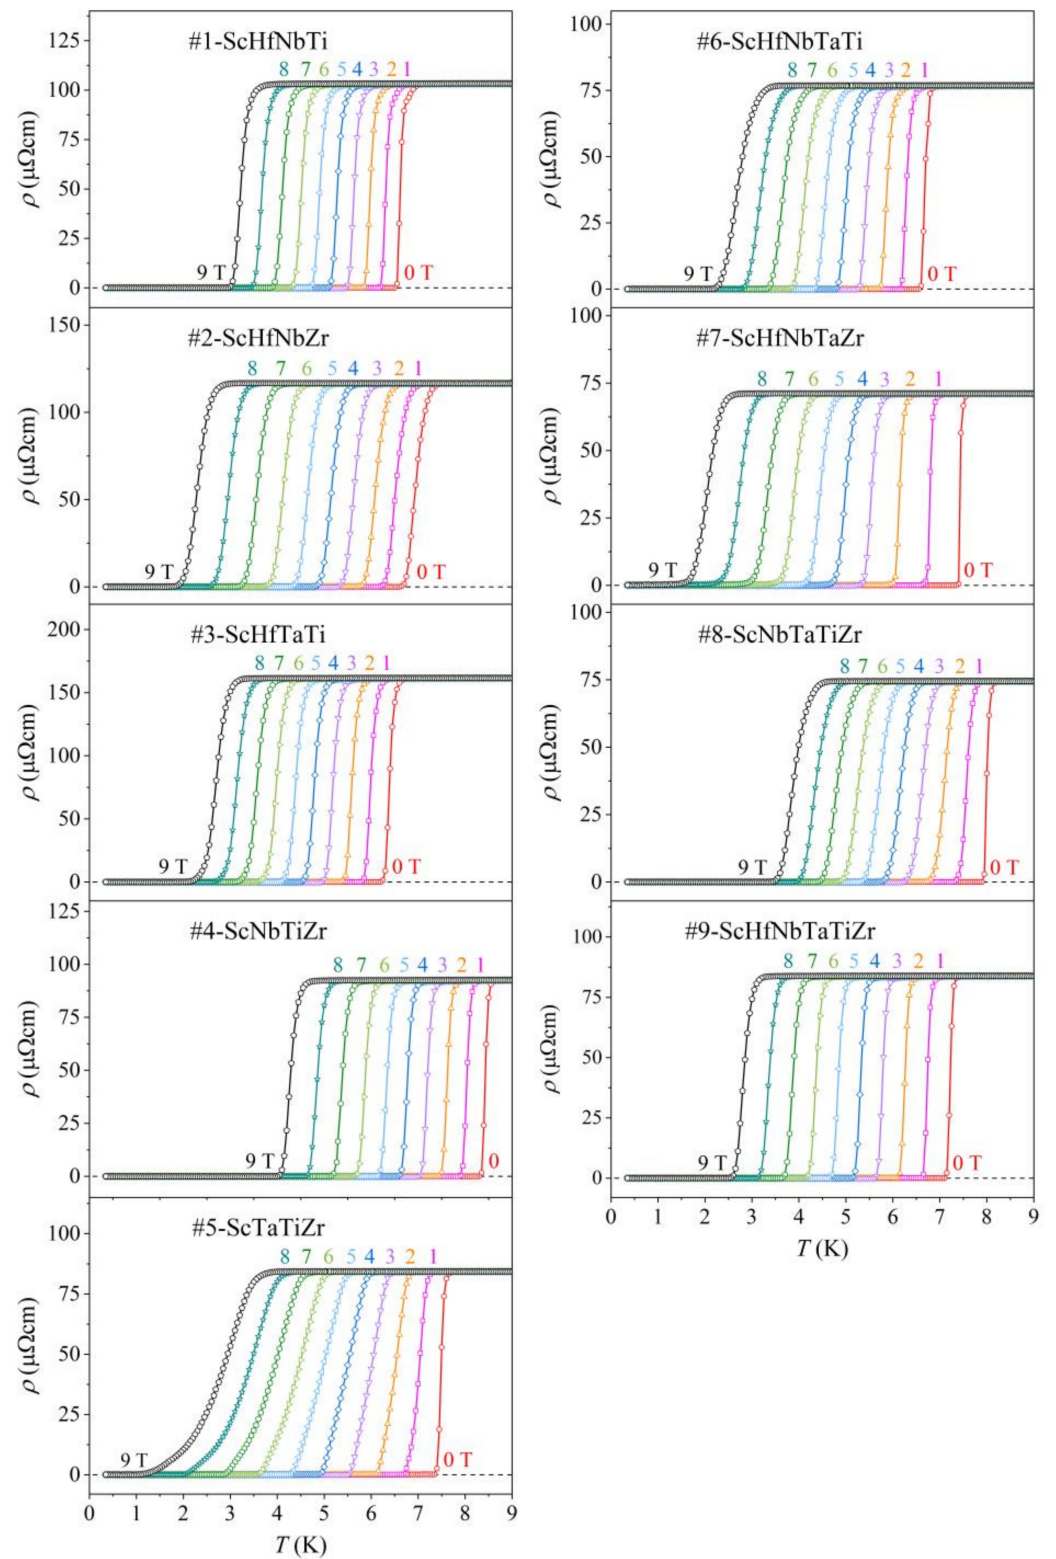 #1-ScHfNbTi
8 7 6 5 4 3 2 1
125
100
75
50
25
0
ρ (μΩcm)
9 T
0 T
#2-ScHfNbZr
8 7 6 5 4 3 2 1
150
100
50
0
ρ (μΩcm)
9 T
0 T
#3-ScHfTaTi
8 7 6 5 4 3 2 1
200
150
100
50
0
ρ (μΩcm)
9 T
0 T
#4-ScNbTiZr
8 7 6 5 4 3 2 1
125
100
75
50
25
0
ρ (μΩcm)
9 T
0
#5-ScTaTiZr
8 7 6 5 4 3 2 1
100
75
50
25
0
ρ (μΩcm)
9 T
0 T
0 1 2 3 4 5 6 7 8 9
T (K)
#6-ScHfNbTaTi
8 7 6 5 4 3 2 1
100
75
50
25
0
ρ (μΩcm)
9 T
0 T
#7-ScHfNbTaZr
8 7 6 5 4 3 2 1
100
75
50
25
0
ρ (μΩcm)
9 T
0 T
#8-ScNbTaTiZr
8 7 6 5 4 3 2 1
100
75
50
25
0
ρ (μΩcm)
9 T
0 T
#9-ScHfNbTaTiZr
8 7 6 5 4 3 2 1
100
75
50
25
0
ρ (μΩcm)
9 T
0 T
0 1 2 3 4 5 6 7 8 9
T (K)